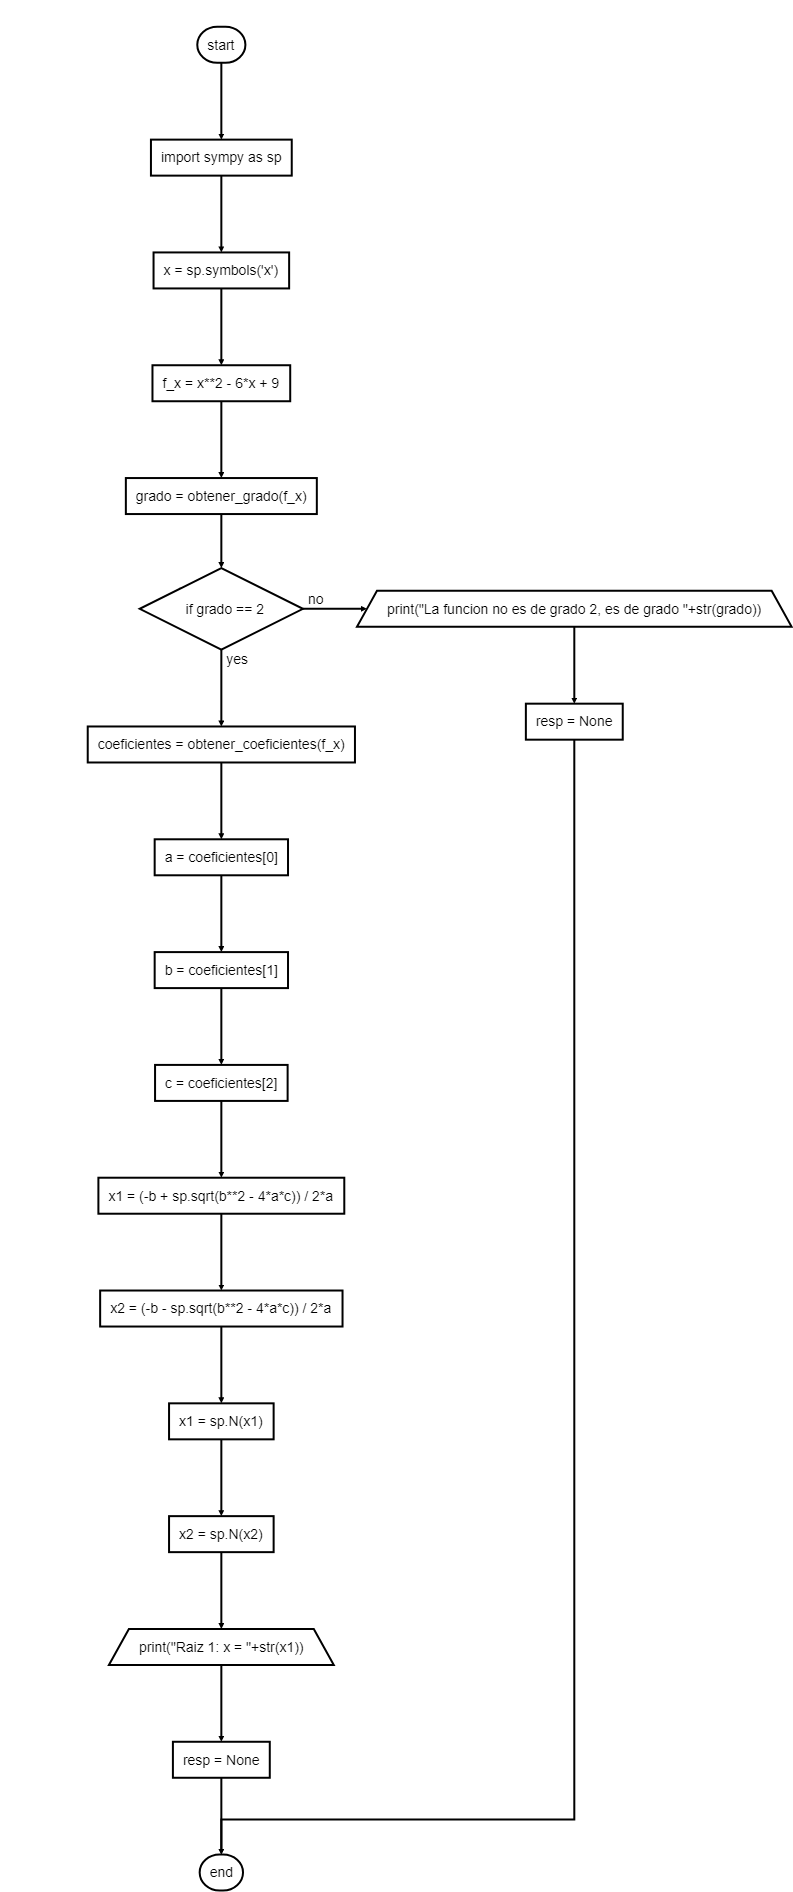 start
import sympy as sp
x = sp.symbols('x')
f_x = x**2 - 6*x + 9
grado = obtener_grado(f_x)
if grado == 2
no
print("La funcion no es de grado 2, es de grado "+str(grado))
yes
resp = None
coeficientes = obtener_coeficientes(f_x)
a = coeficientes[0]
b = coeficientes[1]
c = coeficientes[2]
x1 = (-b + sp.sqrt(b**2 - 4*a*c)) / 2*a
x2 = (-b - sp.sqrt(b**2 - 4*a*c)) / 2*a
x1 = sp.N(x1)
x2 = sp.N(x2)
print("Raiz 1: x = "+str(x1))
resp = None
end